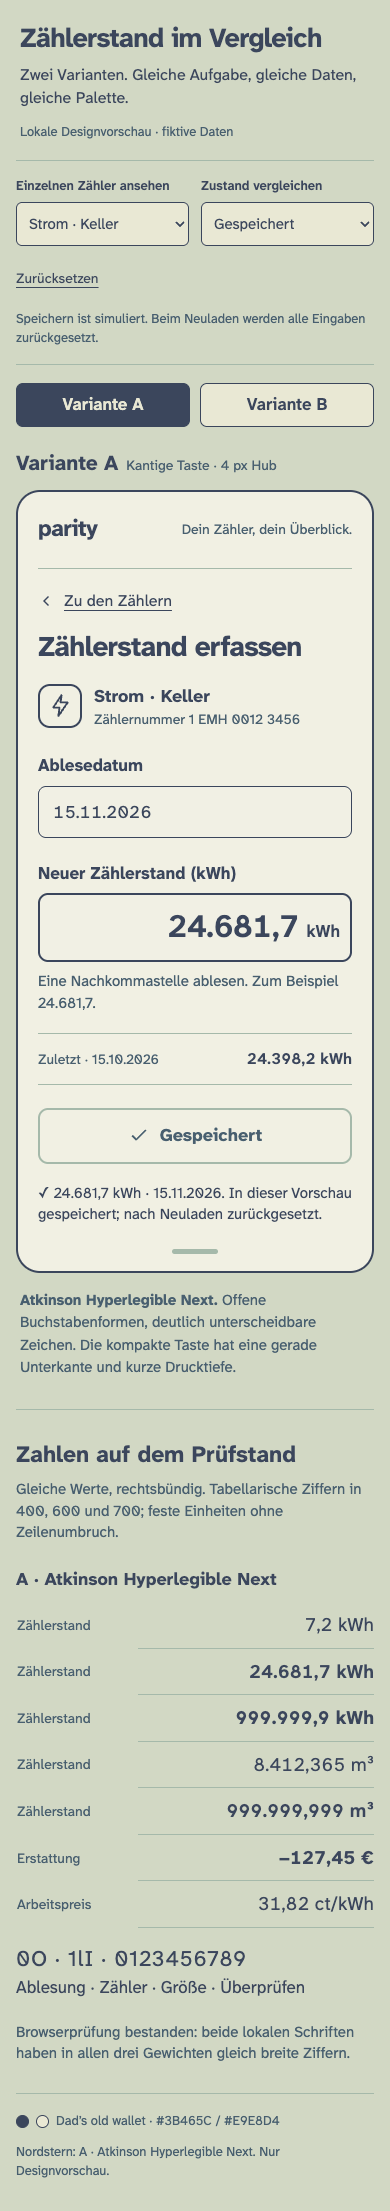 Zählerstand im Vergleich
Zwei Varianten. Gleiche Aufgabe, gleiche Daten,
gleiche Palette.
Lokale Designvorschau · fiktive Daten
Einzelnen Zähler ansehen
Zustand vergleichen
Strom · Keller
Gespeichert
Zurücksetzen
Speichern ist simuliert. Beim Neuladen werden alle Eingaben
zurückgesetzt.
Variante A
Variante B
Variante A Kantige Taste · 4 px Hub
parity
Dein Zähler, dein Überblick.
Zu den Zählern
Zählerstand erfassen
Strom · Keller
Zählernummer 1 EMH 0012 3456
Ablesedatum
15.11.2026
Neuer Zählerstand (kWh)
24.681,7 kWh
Eine Nachkommastelle ablesen. Zum Beispiel
24.681,7.
Zuletzt · 15.10.2026
24.398,2 kWh
✓ Gespeichert
✓ 24.681,7 kWh · 15.11.2026. In dieser Vorschau
gespeichert; nach Neuladen zurückgesetzt.
Atkinson Hyperlegible Next. Offene
Buchstabenformen, deutlich unterscheidbare
Zeichen. Die kompakte Taste hat eine gerade
Unterkante und kurze Drucktiefe.
Zahlen auf dem Prüfstand
Gleiche Werte, rechtsbündig. Tabellarische Ziffern in
400, 600 und 700; feste Einheiten ohne
Zeilenumbruch.
A · Atkinson Hyperlegible Next
Zählerstand 7,2 kWh
Zählerstand 24.681,7 kWh
Zählerstand 999.999,9 kWh
Zählerstand 8.412,365 m³
Zählerstand 999.999,999 m³
Erstattung −127,45 €
Arbeitspreis 31,82 ct/kWh
0O · 1lI · 0123456789
Ablesung · Zähler · Größe · Überprüfen
Browserprüfung bestanden: beide lokalen Schriften
haben in allen drei Gewichten gleich breite Ziffern.
Dad's old wallet · #3B465C / #E9E8D4
Nordstern: A · Atkinson Hyperlegible Next. Nur
Designvorschau.